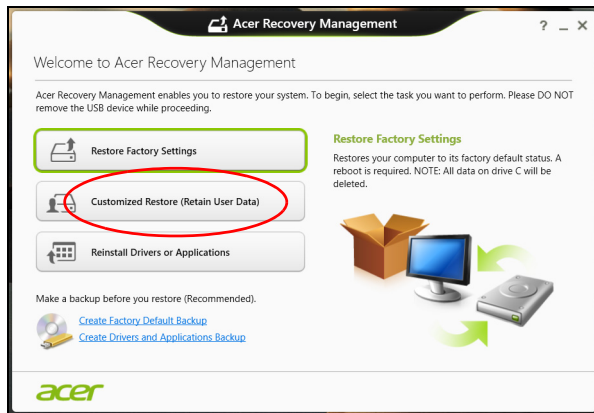 Acer Recovery Management
? _ X
Welcome to Acer Recovery Management
Acer Recovery Management enables you to restore your system. To begin, select the task you want to perform. Please DO NOT
remove the USB device while proceeding.
Restore Factory Settings
Customized Restore (Retain User Data)
Reinstall Drivers or Applications
Restore Factory Settings
Restores your computer to its factory default status. A
reboot is required. NOTE: All data on drive C will be
deleted.
Make a backup before you restore (Recommended).
Create Factory Default Backup
Create Drivers and Applications Backup
acer